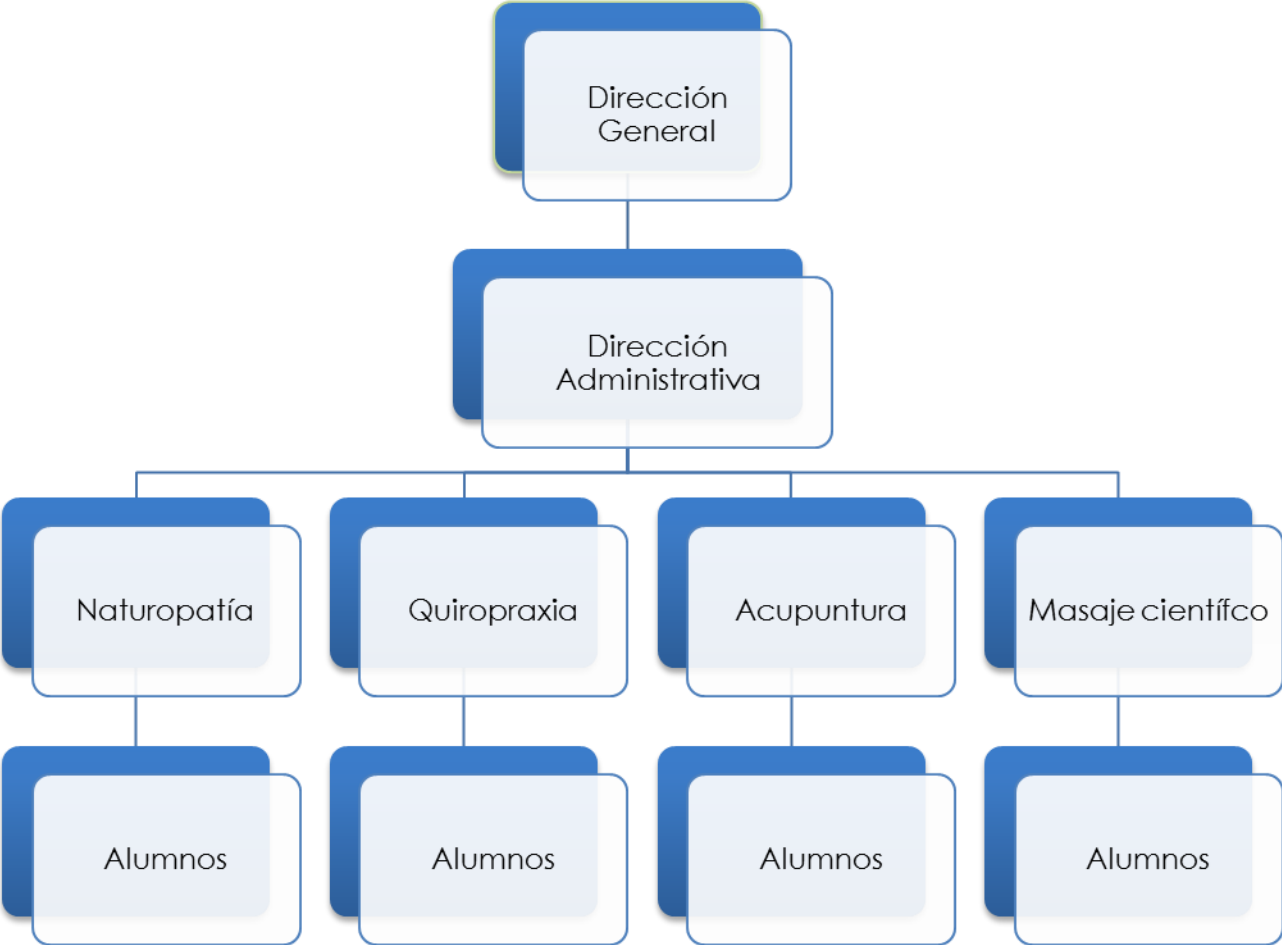 Dirección
General
Dirección
Administrativa
Naturopatía
Quiropraxia
Acupuntura
Masaje científco
Alumnos
Alumnos
Alumnos
Alumnos